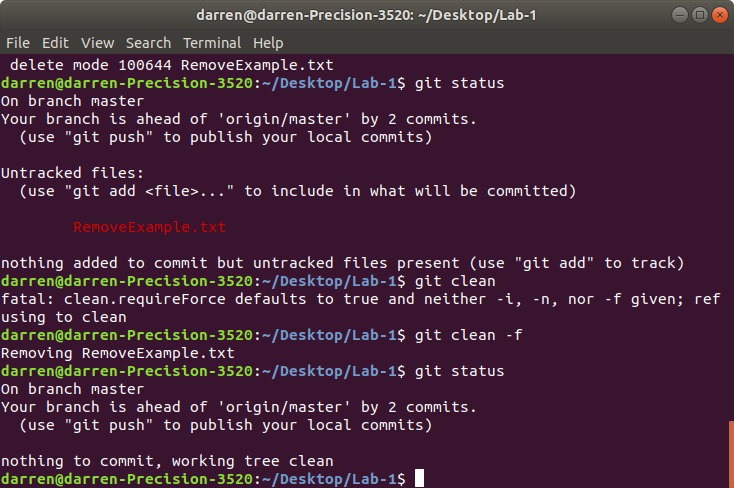 darren@darren-Precision-3520: ~/Desktop/Lab-1
File Edit View Search Terminal Help
 delete mode 100644 RemoveExample.txt
darren@darren-Precision-3520:~/Desktop/Lab-1$ git status
On branch master
Your branch is ahead of 'origin/master' by 2 commits.
  (use "git push" to publish your local commits)

Untracked files:
  (use "git add <file>..." to include in what will be committed)

        RemoveExample.txt

nothing added to commit but untracked files present (use "git add" to track)
darren@darren-Precision-3520:~/Desktop/Lab-1$ git clean
fatal: clean.requireForce defaults to true and neither -i, -n, nor -f given; ref
using to clean
darren@darren-Precision-3520:~/Desktop/Lab-1$ git clean -f
Removing RemoveExample.txt
darren@darren-Precision-3520:~/Desktop/Lab-1$ git status
On branch master
Your branch is ahead of 'origin/master' by 2 commits.
  (use "git push" to publish your local commits)

nothing to commit, working tree clean
darren@darren-Precision-3520:~/Desktop/Lab-1$